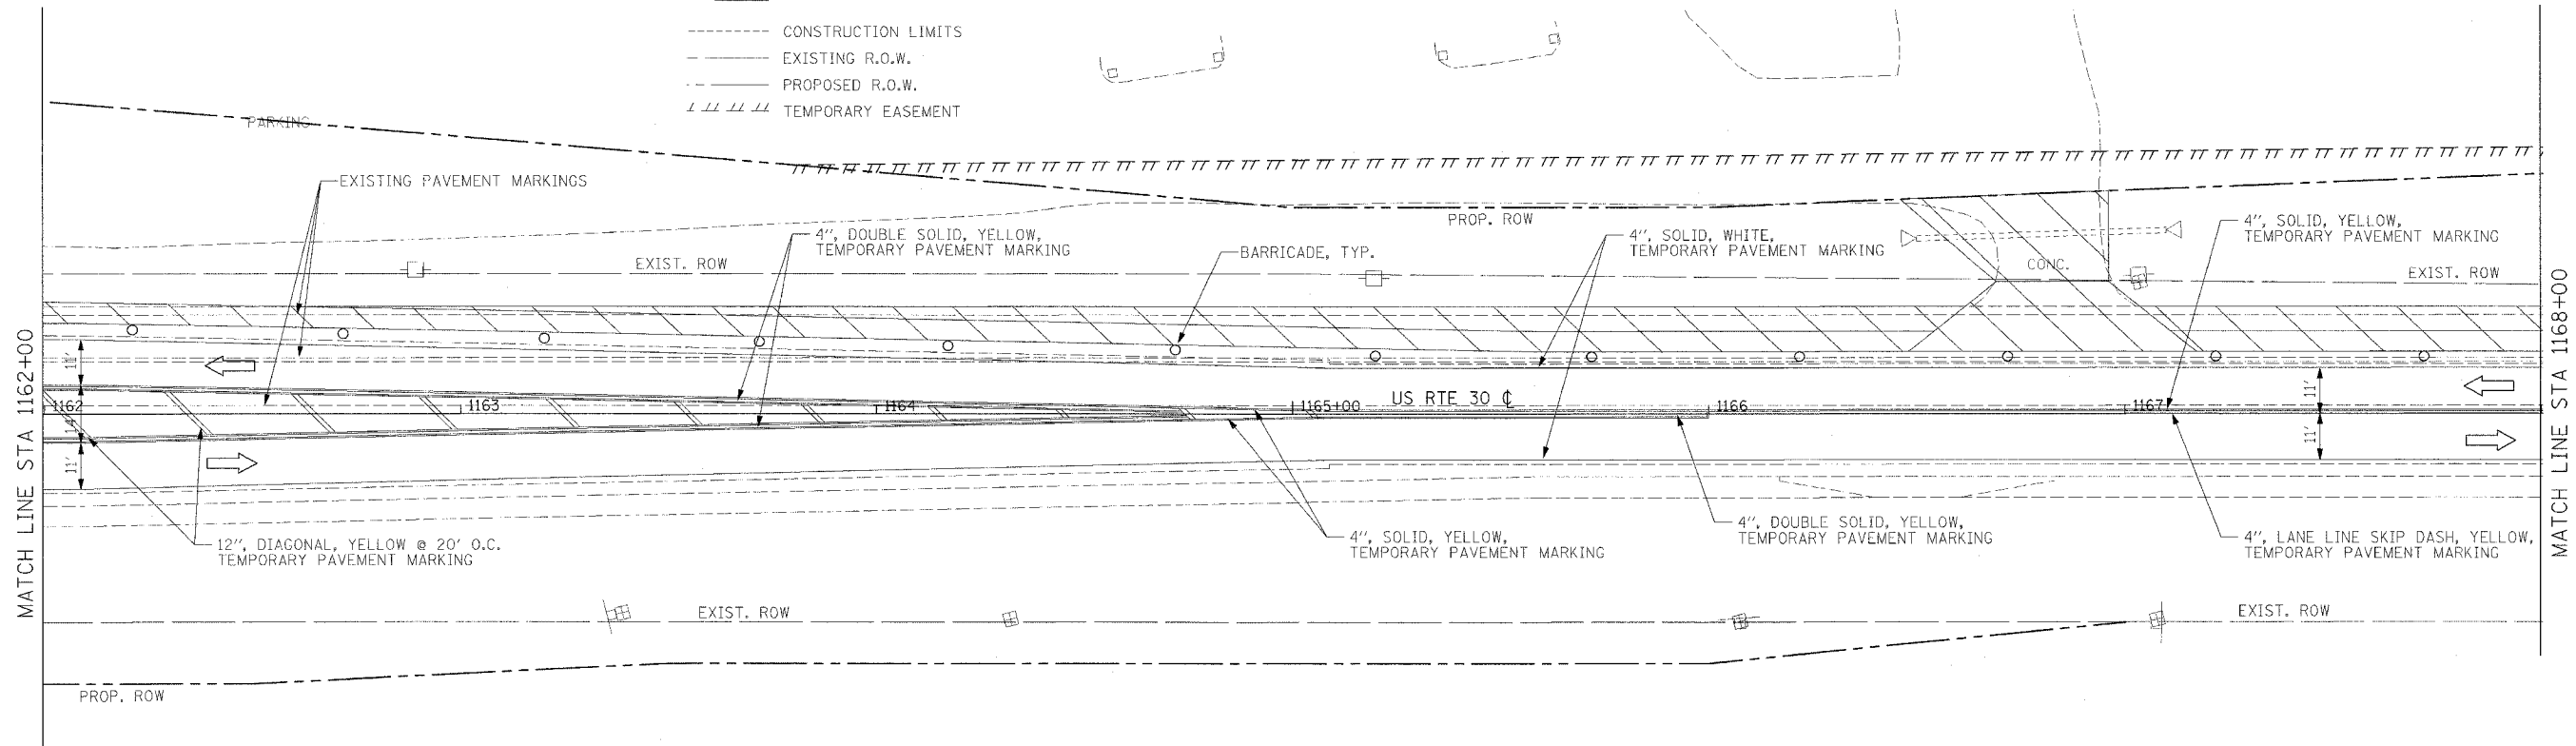 CONSTRUCTION LIMITS
EXISTING R.O.W.
PROPOSED R.O.W.
TEMPORARY EASEMENT
PARKING
EXISTING PAVEMENT MARKINGS
PROP. ROW
4", DOUBLE SOLID, YELLOW,
TEMPORARY PAVEMENT MARKING
4", SOLID, WHITE,
TEMPORARY PAVEMENT MARKING
4", SOLID, YELLOW,
TEMPORARY PAVEMENT MARKING
BARRICADE, TYP.
EXIST. ROW
CONC.
EXIST. ROW
MATCH LINE STA 1162+00
MATCH LINE STA 1168+00
11'
11'
11'
11'
1162
1163
1164
1165+00
US RTE 30 ℄
1166
1167
12", DIAGONAL, YELLOW @ 20' O.C.
TEMPORARY PAVEMENT MARKING
4", SOLID, YELLOW,
TEMPORARY PAVEMENT MARKING
4", DOUBLE SOLID, YELLOW,
TEMPORARY PAVEMENT MARKING
4", LANE LINE SKIP DASH, YELLOW,
TEMPORARY PAVEMENT MARKING
EXIST. ROW
EXIST. ROW
PROP. ROW